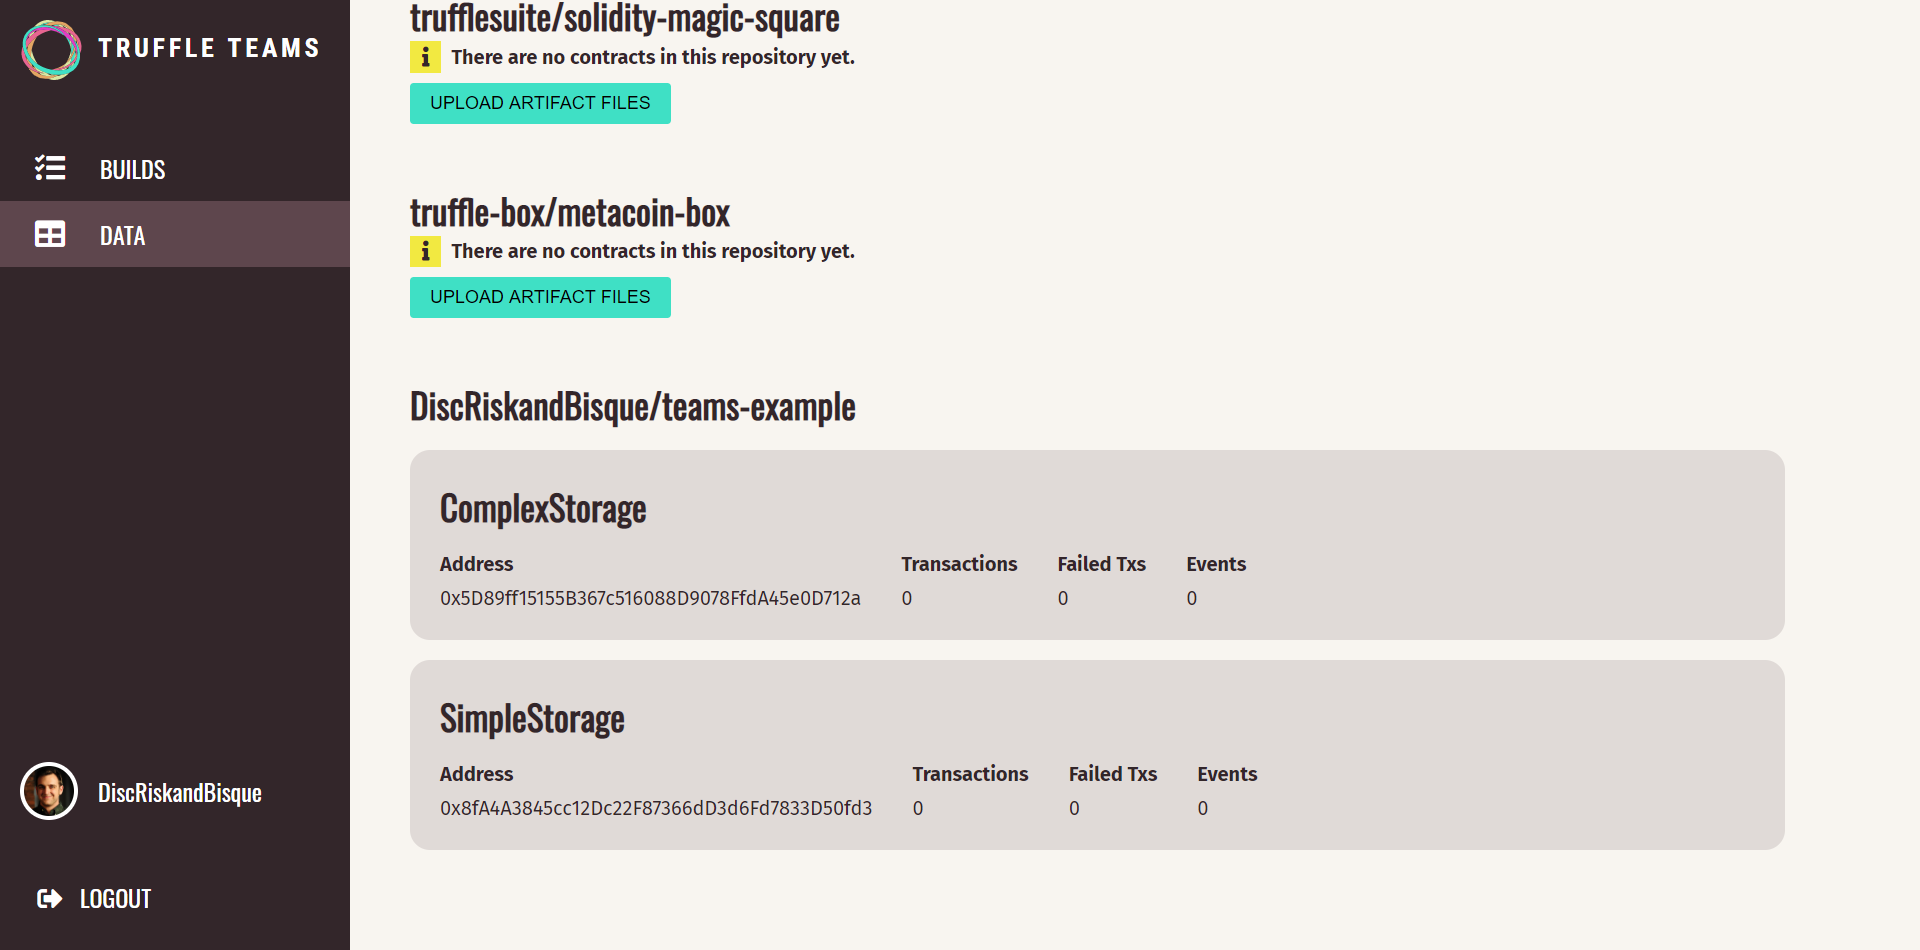 TRUFFLE TEAMS
BUILDS
DATA
DiscRiskandBisque
LOGOUT
trufflesuite/solidity-magic-square
There are no contracts in this repository yet.
UPLOAD ARTIFACT FILES
truffle-box/metacoin-box
There are no contracts in this repository yet.
UPLOAD ARTIFACT FILES
DiscRiskandBisque/teams-example
ComplexStorage
Address Transactions Failed Txs Events
0x5D89ff15155B367c516088D9078FfdA45e0D712a 0 0 0
SimpleStorage
Address Transactions Failed Txs Events
0x8fA4A3845cc12Dc22F87366dD3d6Fd7833D50fd3 0 0 0